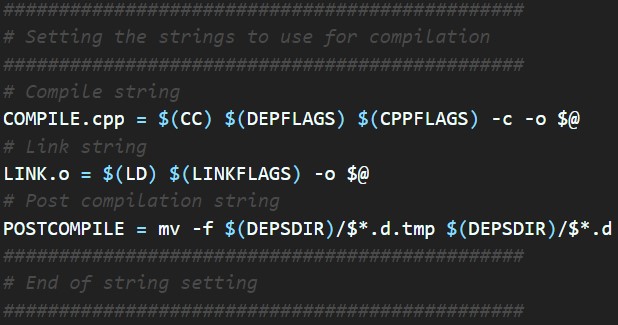 ###############################################
# Setting the strings to use for compilation
###############################################
# Compile string
COMPILE.cpp = $(CC) $(DEPFLAGS) $(CPPFLAGS) -c -o $@
# Link string
LINK.o = $(LD) $(LINKFLAGS) -o $@
# Post compilation string
POSTCOMPILE = mv -f $(DEPSDIR)/$*.d.tmp $(DEPSDIR)/$*.d
###############################################
# End of string setting
###############################################